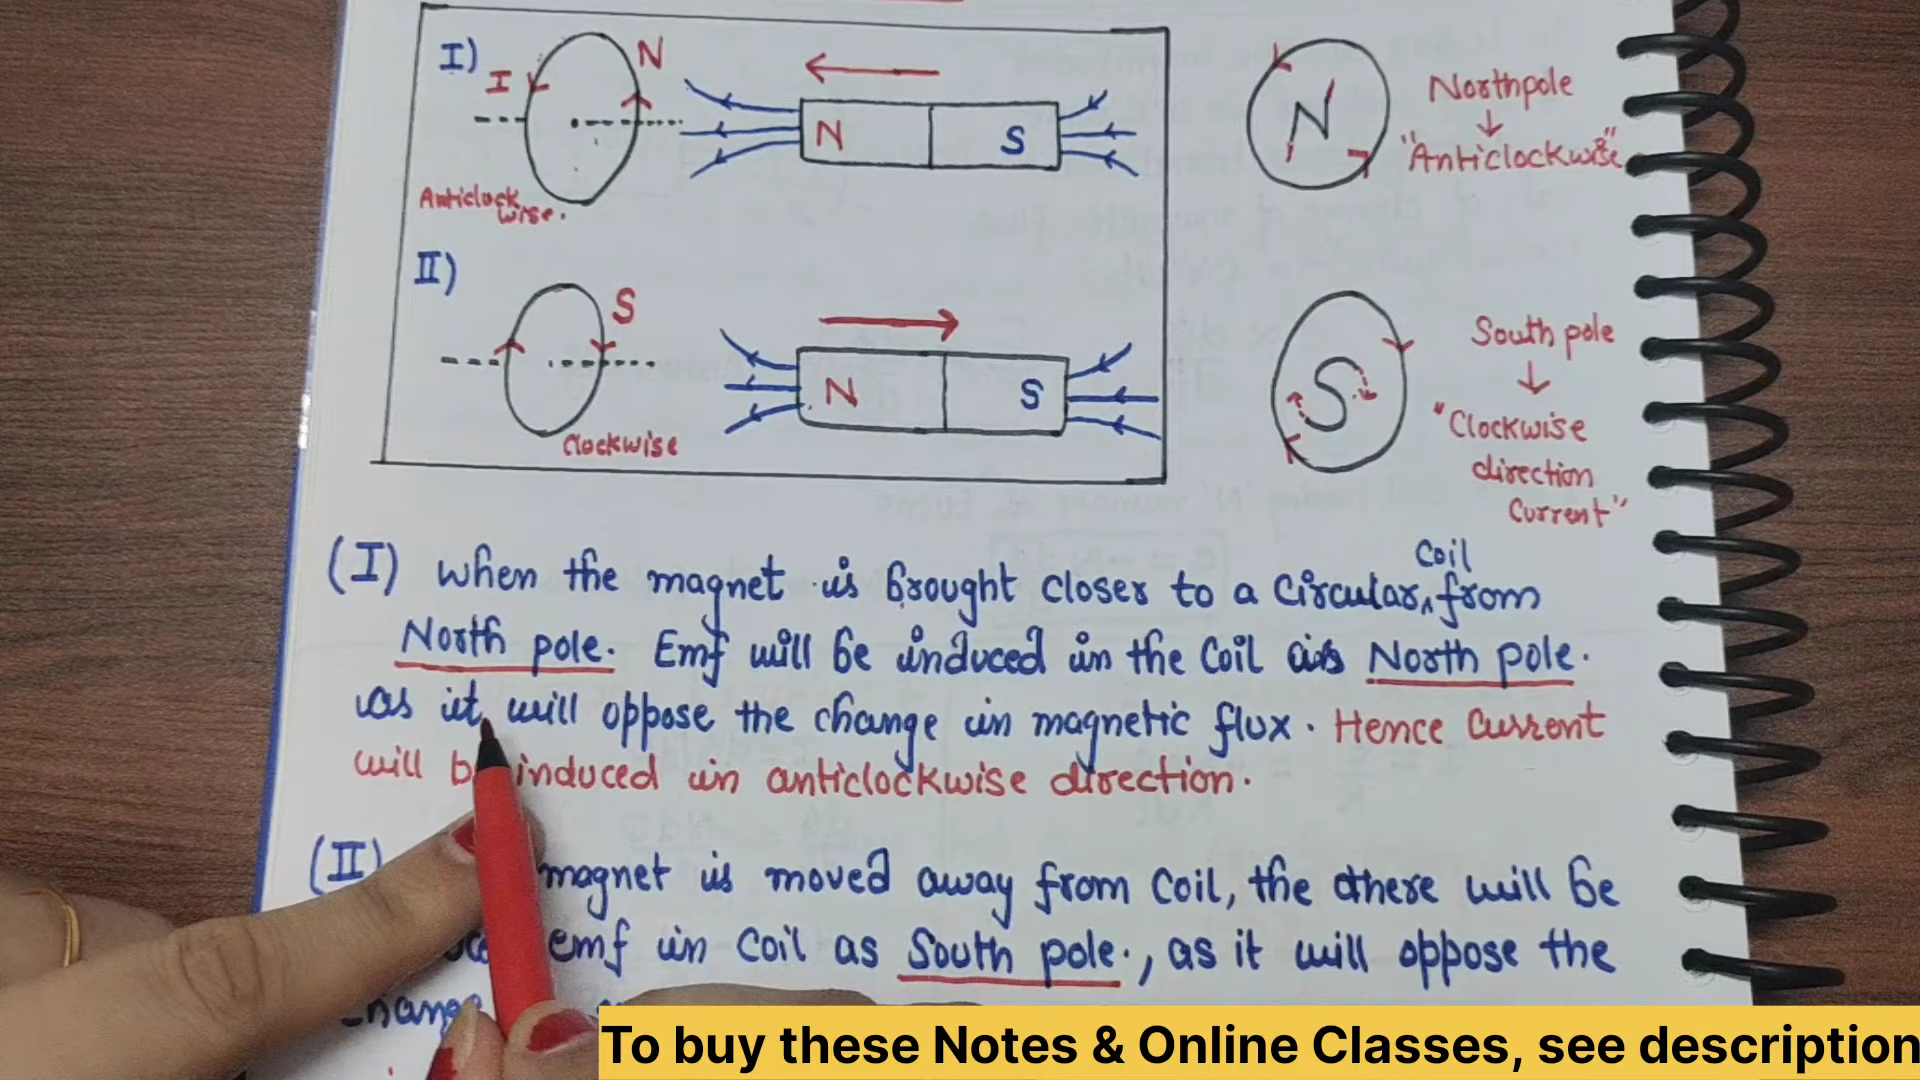 I)
I
N
N
S
Anticlock
wise.
N
Northpole
"Anticlockwise"
II)
S
N
S
Clockwise
S
South pole
"Clockwise
direction
Current"
Coil
(I) when the magnet is brought closer to a Circular, from
North pole. Emf will be induced in the Coil as North pole.
as it will oppose the change in magnetic flux. Hence Current
will be induced in anticlockwise direction.
(II) magnet is moved away from Coil, the there will be
emf in Coil as South pole., as it will oppose the
change
To buy these Notes & Online Classes, see description